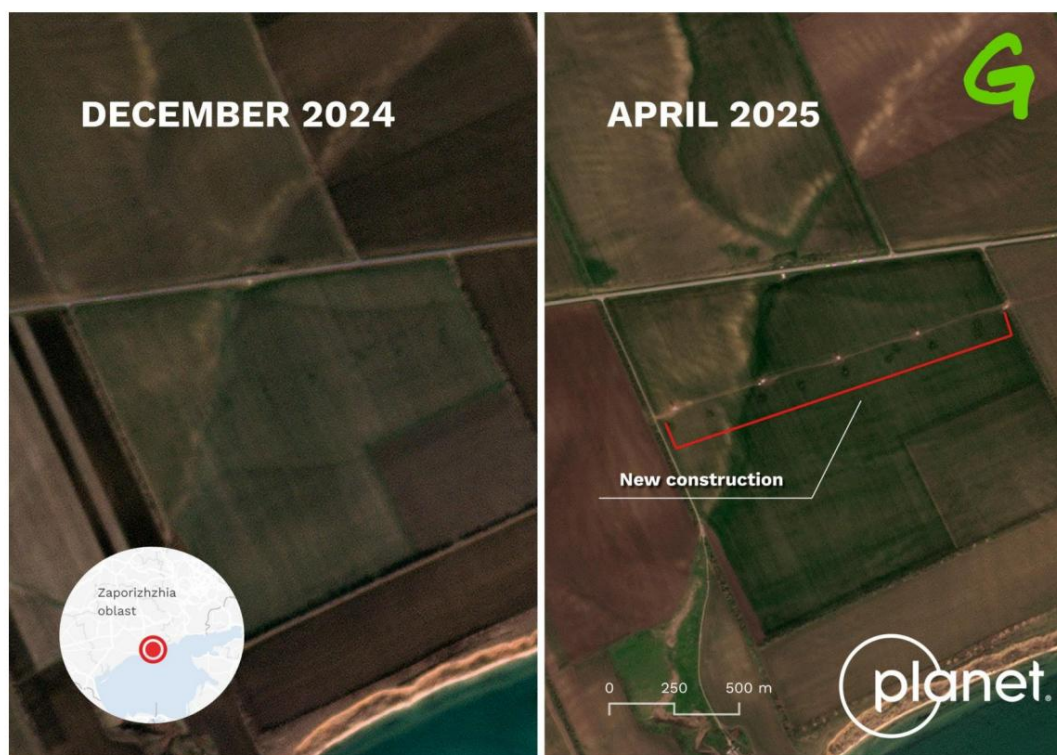 DECEMBER 2024
APRIL 2025
G
New construction
Zaporizhzhia
oblast
0 250 500 m
planet.